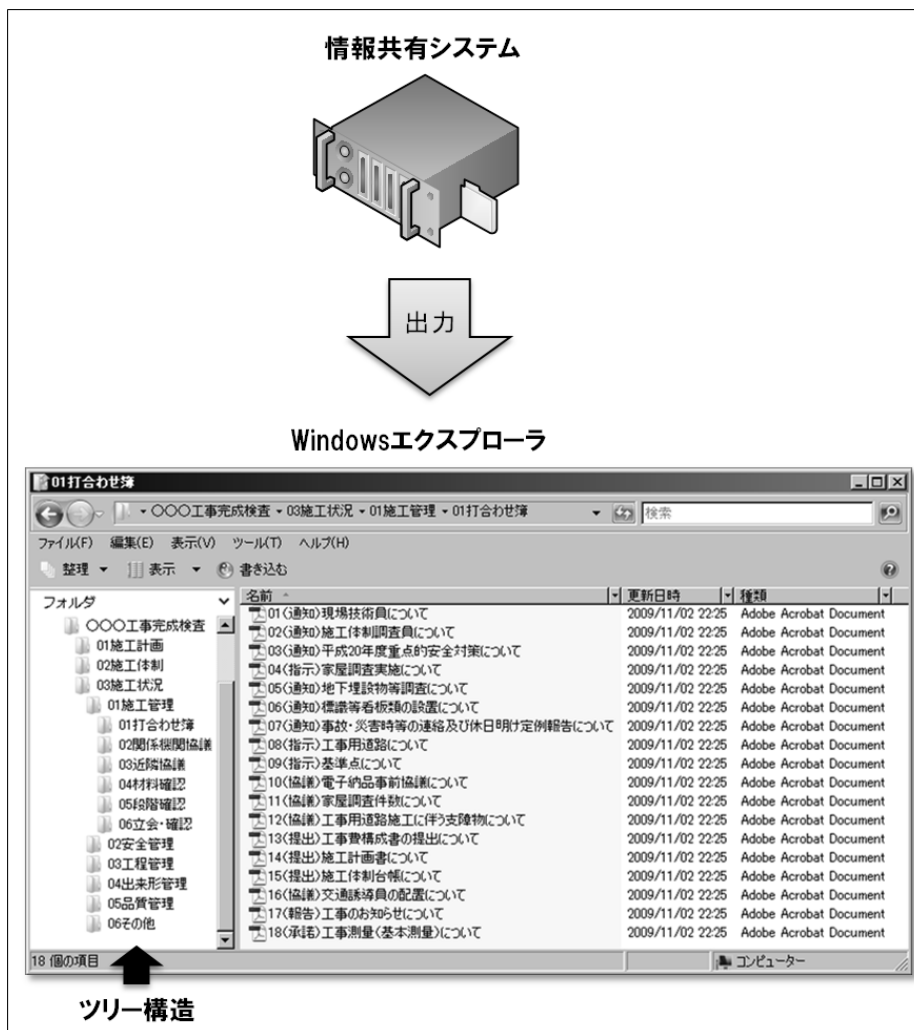 情報共有システム
出力
Windowsエクスプローラ
01打合わせ簿
○○○工事完成検査 ▾ 03施工状況 ▾ 01施工管理 ▾ 01打合わせ簿
検索
ファイル(F) 編集(E) 表示(V) ツール(T) ヘルプ(H)
整理 ▼ 表示 ▼ 書き込む
フォルダ
○○○工事完成検査
01施工計画
02施工体制
03施工状況
01施工管理
01打合わせ簿
02関係機関協議
03近隣協議
04材料確認
05段階確認
06立会・確認
02安全管理
03工程管理
04出来形管理
05品質管理
06その他
名前 更新日時 種類
01(通知)現場技術員について 2009/11/02 22:25 Adobe Acrobat Document
02(通知)施工体制調査員について 2009/11/02 22:25 Adobe Acrobat Document
03(通知)平成20年度重点的安全対策について 2009/11/02 22:25 Adobe Acrobat Document
04(指示)家屋調査実施について 2009/11/02 22:25 Adobe Acrobat Document
05(通知)地下埋設物等調査について 2009/11/02 22:25 Adobe Acrobat Document
06(通知)標識等看板類の設置について 2009/11/02 22:25 Adobe Acrobat Document
07(通知)事故・災害時等の連絡及び休日明け定例報告について 2009/11/02 22:25 Adobe Acrobat Document
08(指示)工事用道路について 2009/11/02 22:25 Adobe Acrobat Document
09(指示)基準点について 2009/11/02 22:25 Adobe Acrobat Document
10(協議)電子納品事前協議について 2009/11/02 22:25 Adobe Acrobat Document
11(協議)家屋調査件数について 2009/11/02 22:25 Adobe Acrobat Document
12(協議)工事用道路施工に伴う支障物について 2009/11/02 22:25 Adobe Acrobat Document
13(提出)工事費構成書の提出について 2009/11/02 22:25 Adobe Acrobat Document
14(提出)施工計画書について 2009/11/02 22:25 Adobe Acrobat Document
15(提出)施工体制台帳について 2009/11/02 22:25 Adobe Acrobat Document
16(協議)交通誘導員の配置について 2009/11/02 22:25 Adobe Acrobat Document
17(報告)工事のお知らせについて 2009/11/02 22:25 Adobe Acrobat Document
18(承諾)工事測量(基本測量)について 2009/11/02 22:25 Adobe Acrobat Document
18 個の項目
コンピューター
ツリー構造